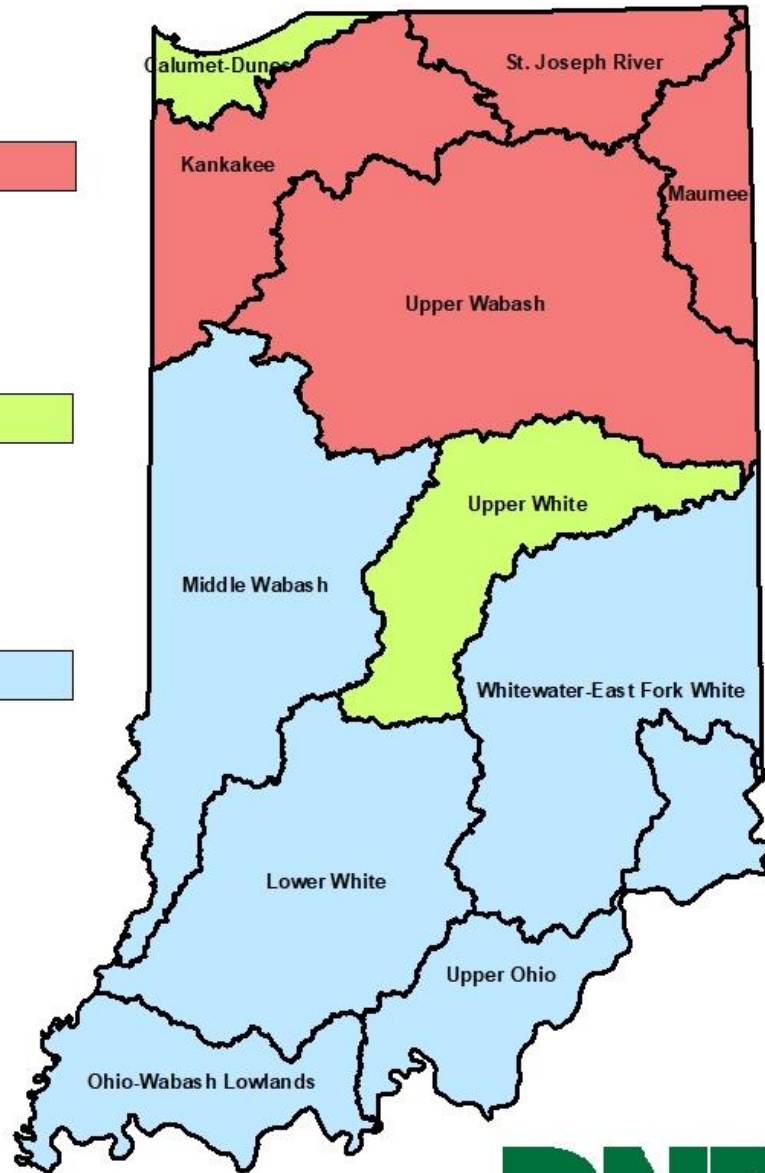 Calumet-Dunes
St. Joseph River
Kankakee
Maumee
Upper Wabash
Upper White
Middle Wabash
Whitewater-East Fork White
Lower White
Upper Ohio
Ohio-Wabash Lowlands